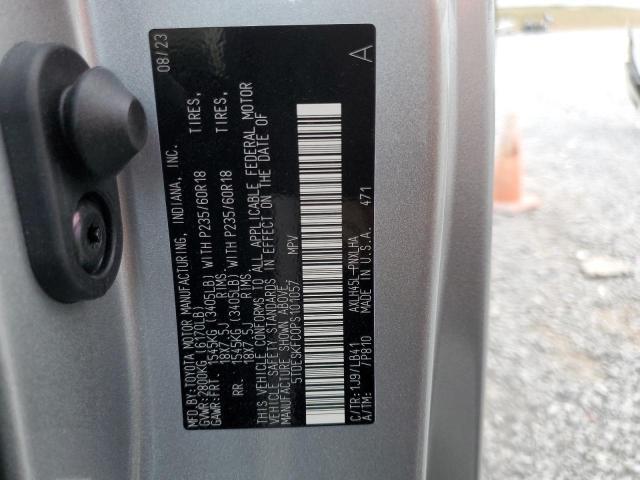 MFD.BY:TOYOTA MOTOR MANUFACTURING, INDIANA, INC. 08/23
GVWR:2800KG(6170LB)
GAWR:FRT. 1545KG(3405LB) WITH P235/60R18 TIRES,
18X7.5J RIMS.
RR. 1545KG(3405LB) WITH P235/60R18 TIRES,
18X7.5J RIMS.
THIS VEHICLE CONFORMS TO ALL APPLICABLE FEDERAL MOTOR
VEHICLE SAFETY STANDARDS IN EFFECT ON THE DATE OF
MANUFACTURE SHOWN ABOVE.
5TDESKFC0PS101057 MPV
C/TR:1J9/LB41 AXLH45L-PNXLHA
A/TM: /P810 MADE IN U.S.A. 471
A